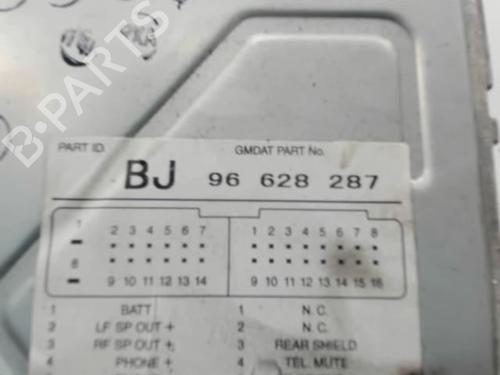 B-PARTS
PART ID. GMDAT PART No.
BJ 96 628 287
1 2 3 4 5 6 7 1 2 3 4 5 6 7 8
8 9 10 11 12 13 14 9 10 11 12 13 14 15 16
1 BATT 1 N.C.
2 LF SP OUT + 2 N.C.
3 RF SP OUT + 3 REAR SHIELD
4 PHONE + 4 TEL. MUTE